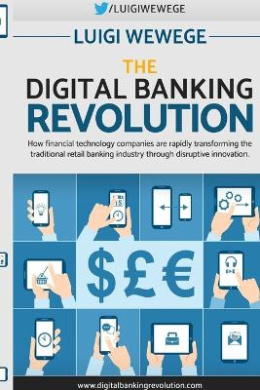 /LUIGIWEWEGE
LUIGI WEWEGE
THE
DIGITAL BANKING
REVOLUTION
How financial technology companies are rapidly transforming the
traditional retail banking industry through disruptive innovation.
$£€
www.digitalbankingrevolution.com